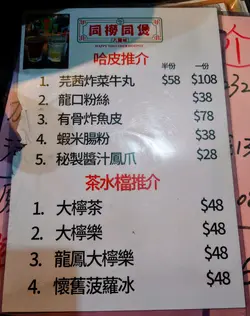 同撈同煲
哈皮推介
半份 一份
1. 芫茜炸菜牛丸 $58 $108
2. 龍口粉絲 $38
3. 有骨炸魚皮 $78
4. 蝦米腸粉 $38
5. 秘製醬汁鳳爪 $28
茶水檔推介
1. 大檸茶 $48
2. 大檸樂 $48
3. 龍鳳大檸樂 $48
4. 懷舊菠蘿冰 $48
介